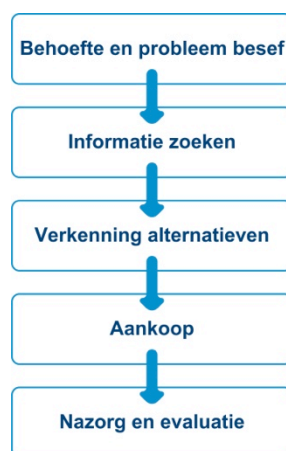 Behoefte en probleem besef
Informatie zoeken
Verkenning alternatieven
Aankoop
Nazorg en evaluatie